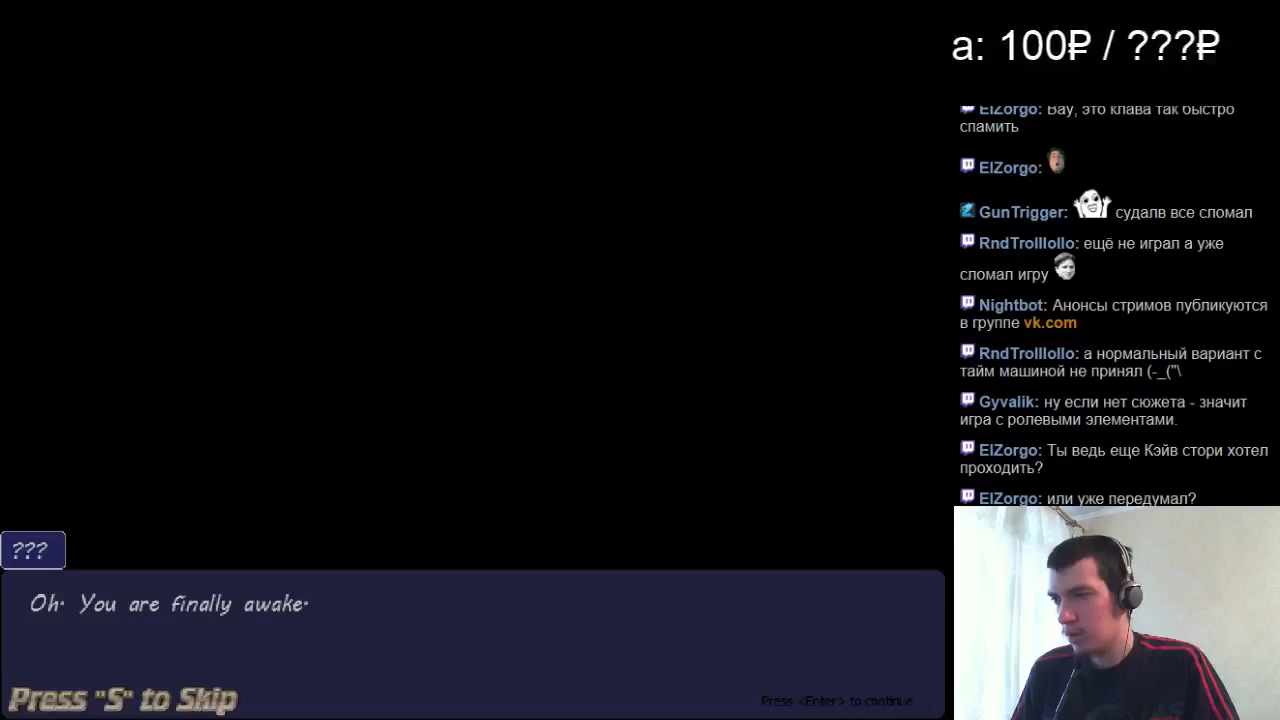 a: 100₽ / ???₽
ElZorgo: Вау, это клава так быстро
спамить
ElZorgo:
GunTrigger: судалв все сломал
RndTrolllollo: ещё не играл а уже
сломал игру
Nightbot: Анонсы стримов публикуются
в группе vk.com
RndTrolllollo: а нормальный вариант с
тайм машиной не принял (-_("\
Gyvalik: ну если нет сюжета - значит
игра с ролевыми элементами.
ElZorgo: Ты ведь еще Кэйв стори хотел
проходить?
ElZorgo: или уже передумал?
???
Oh. You are finally awake.
Press "S" to Skip
Press <Enter> to continue...